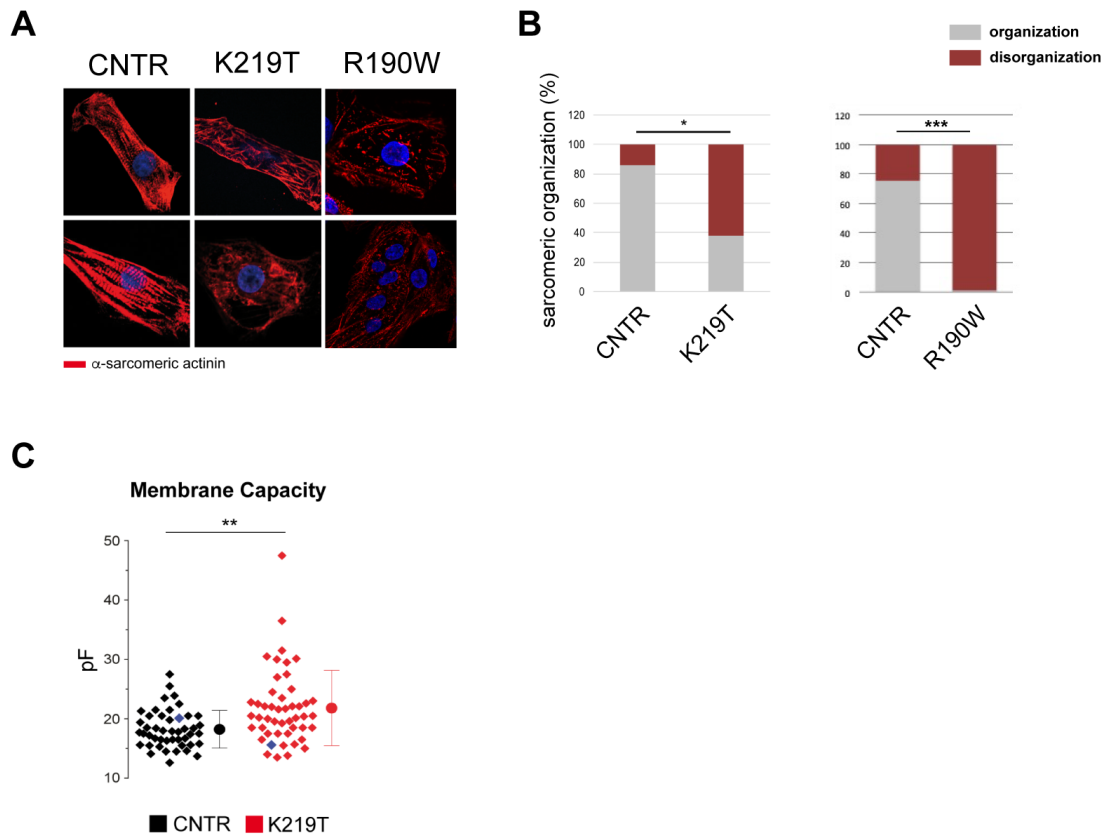 A
CNTR K219T R190W
α-sarcomeric actinin
B
organization
disorganization
sarcomeric organization (%)
120
100
80
60
40
20
0
CNTR
K219T
*
120
100
80
60
40
20
0
CNTR
R190W
***
C
Membrane Capacity
**
pF
50
40
30
20
10
CNTR K219T